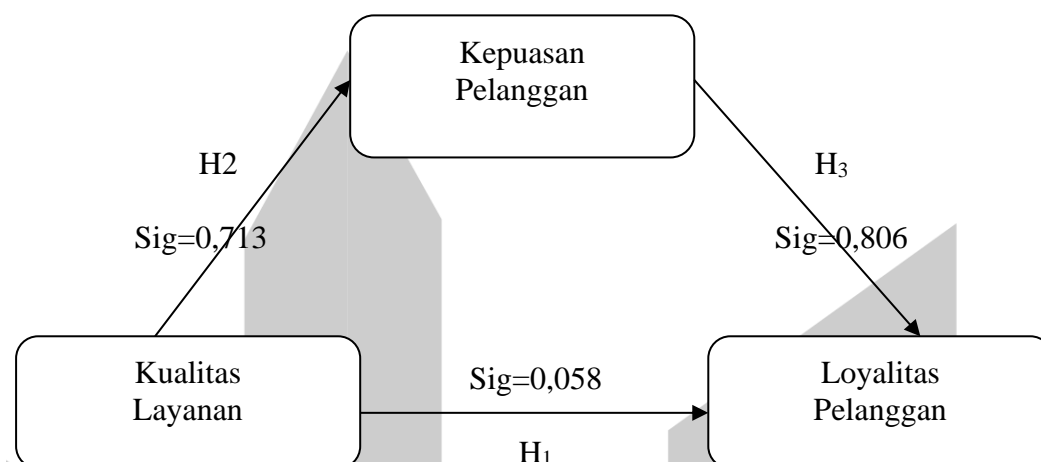 Kepuasan
Pelanggan
H2
H₃
Sig=0,713
Sig=0,806
Kualitas
Layanan
Sig=0,058
Loyalitas
Pelanggan
H₁